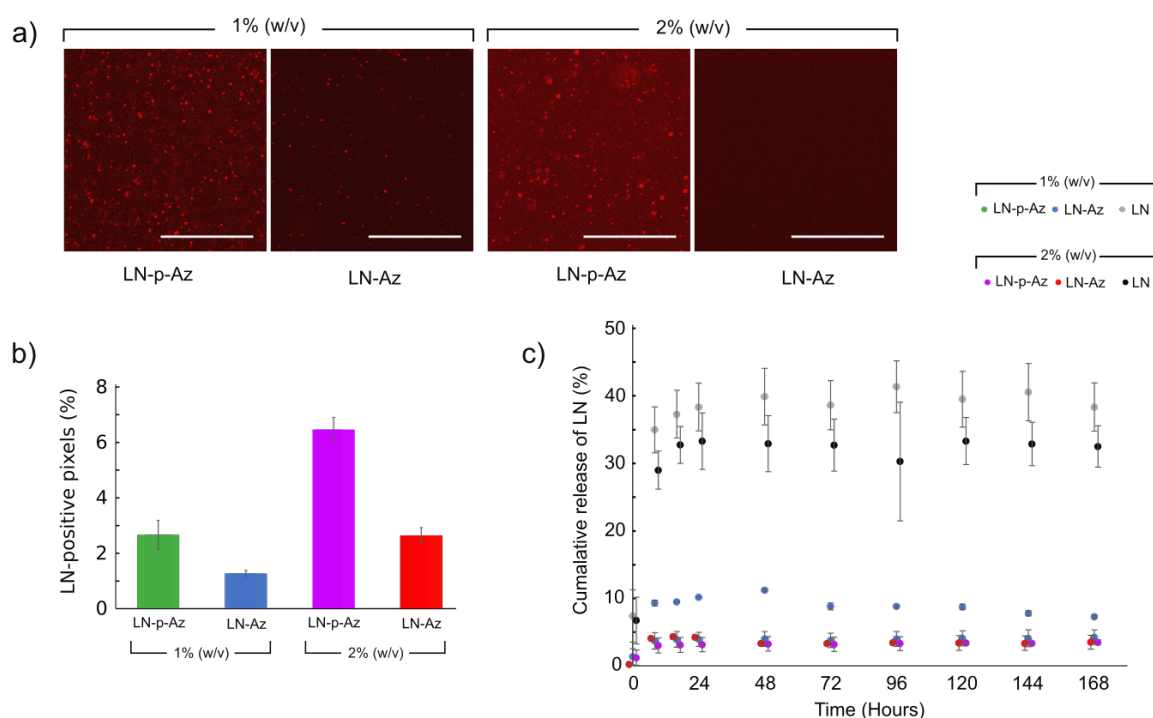 a)
1% (w/v)
2% (w/v)
LN-p-Az
LN-Az
LN-p-Az
LN-Az
1% (w/v)
LN-p-Az LN-Az LN
2% (w/v)
LN-p-Az LN-Az LN
b)
LN-positive pixels (%)
8
6
4
2
0
LN-p-Az LN-Az LN-p-Az LN-Az
1% (w/v) 2% (w/v)
c)
Cumalative release of LN (%)
50
40
30
20
10
0
0 24 48 72 96 120 144 168
Time (Hours)